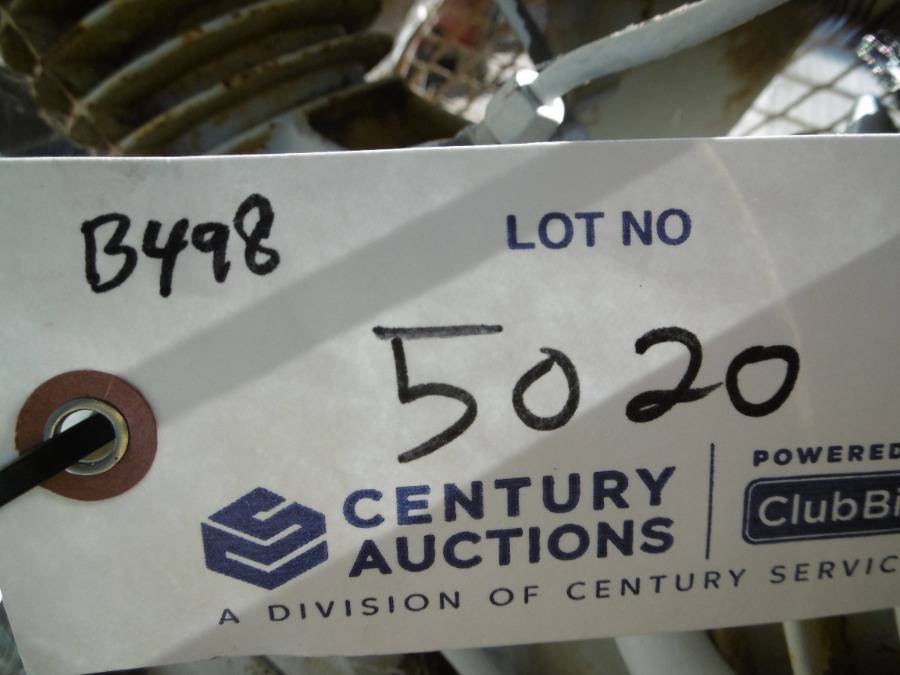 B498
LOT NO
5020
CENTURY
AUCTIONS
POWERED
ClubBi
A DIVISION OF CENTURY SERVIC